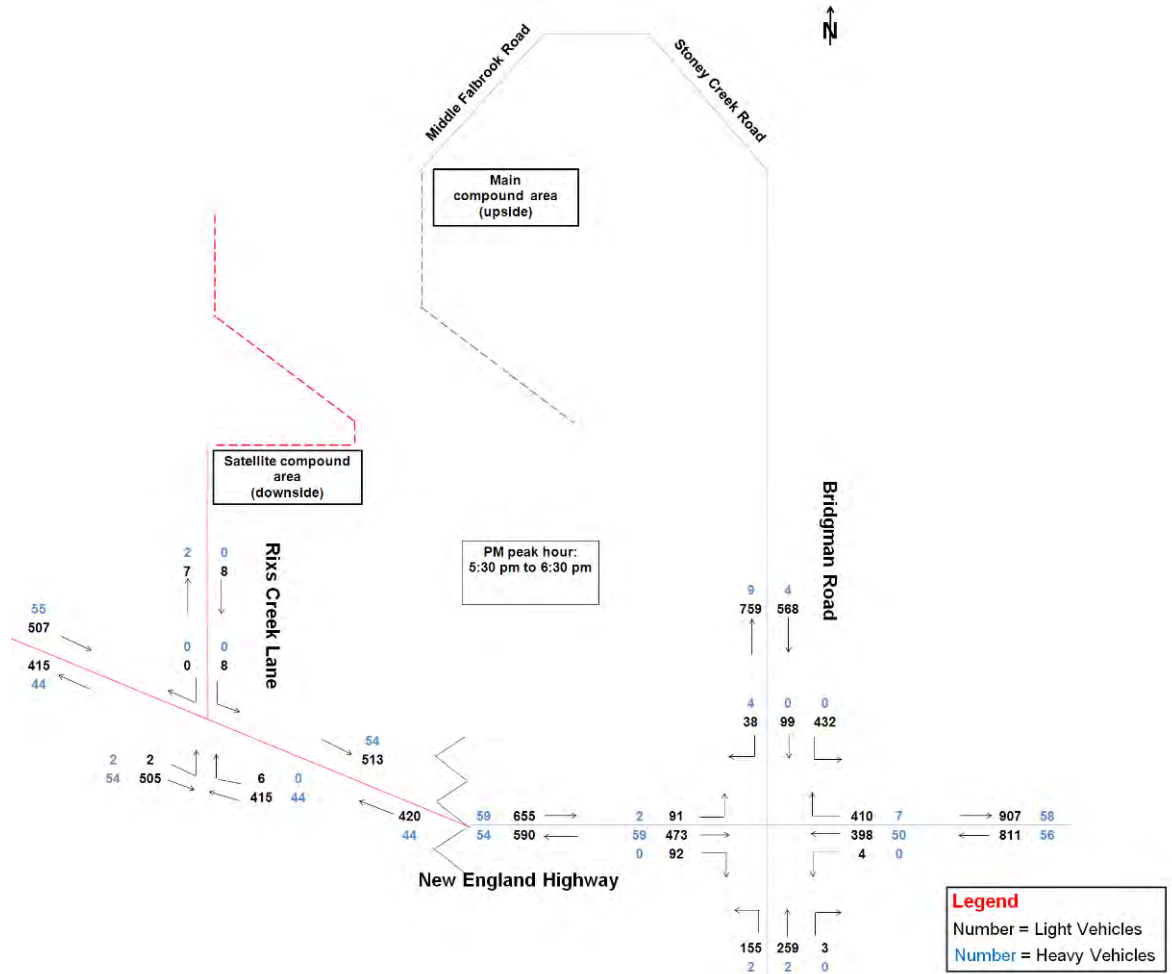 N
Middle Falbrook Road
Stoney Creek Road
Main
compound area
(upside)
Satellite compound
area
(downside)
Bridgman Road
Rixs Creek Lane
PM peak hour:
5:30 pm to 6:30 pm
2 0
7 8
9 4
759 568
55
507
0 0
0 8
415
44
4 0 0
38 99 432
54
513
2 2
54 505
6 0
415 44
420
44
59 655
54 590
2 91
59 473
0 92
410 7
398 50
4 0
907 58
811 56
New England Highway
155 259 3
2 2 0
Legend
Number = Light Vehicles
Number = Heavy Vehicles